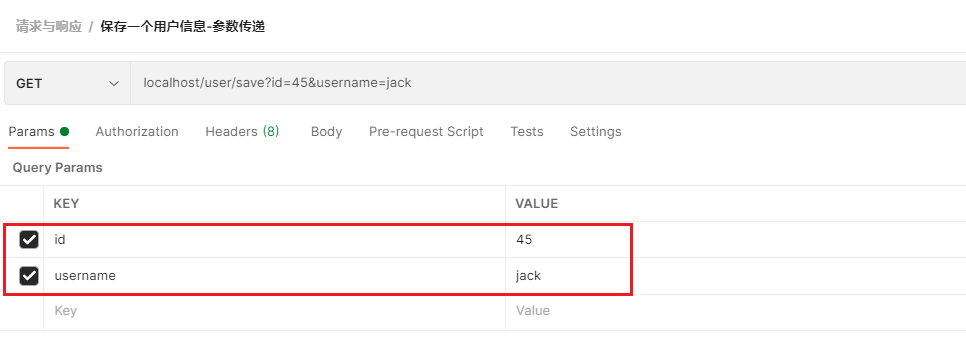 请求与响应 / 保存一个用户信息-参数传递
GET localhost/user/save?id=45&username=jack
Params Authorization Headers (8) Body Pre-request Script Tests Settings
Query Params
KEY VALUE
id 45
username jack
Key Value